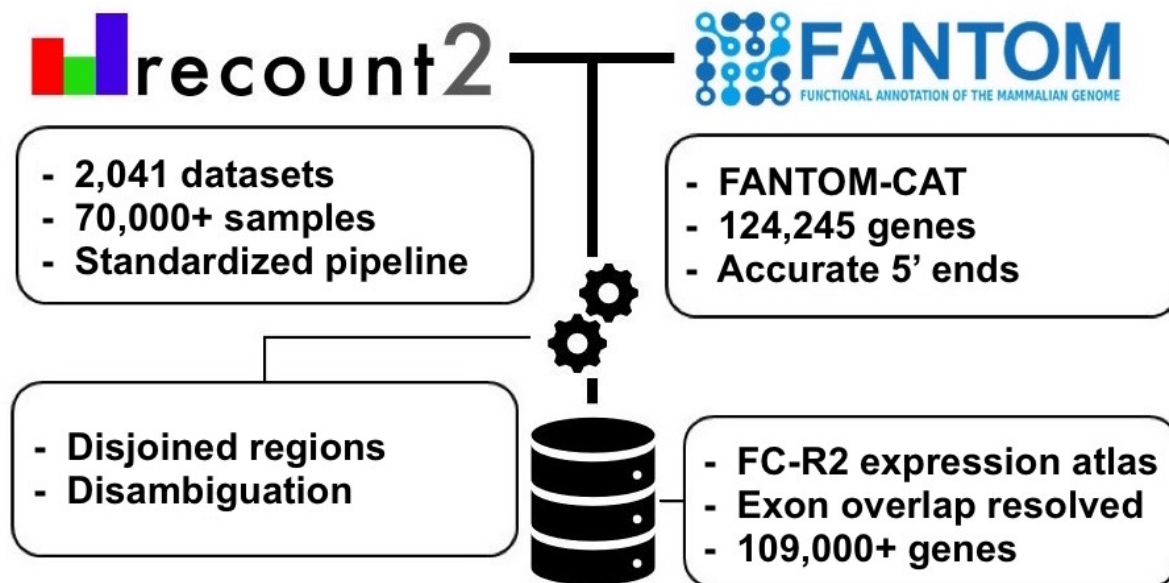 recount2
FANTOM
FUNCTIONAL ANNOTATION OF THE MAMMALIAN GENOME
- 2,041 datasets
- 70,000+ samples
- Standardized pipeline
- FANTOM-CAT
- 124,245 genes
- Accurate 5’ ends
- Disjoined regions
- Disambiguation
- FC-R2 expression atlas
- Exon overlap resolved
- 109,000+ genes